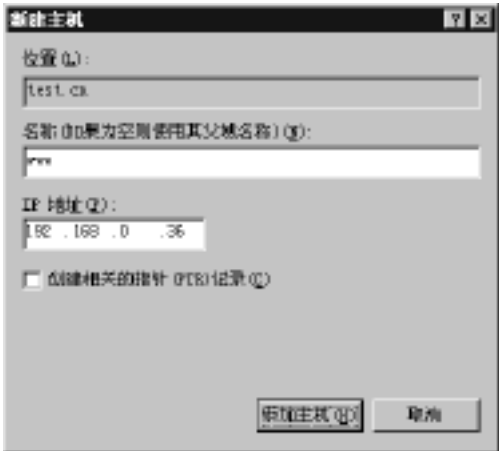 新建主机
位置(L):
test.cn
名称(如果为空则使用其父域名称)(N):
www
IP 地址(P):
192 .168 .0 .36
创建相关的指针(PTR)记录(C)
添加主机(H)
取消